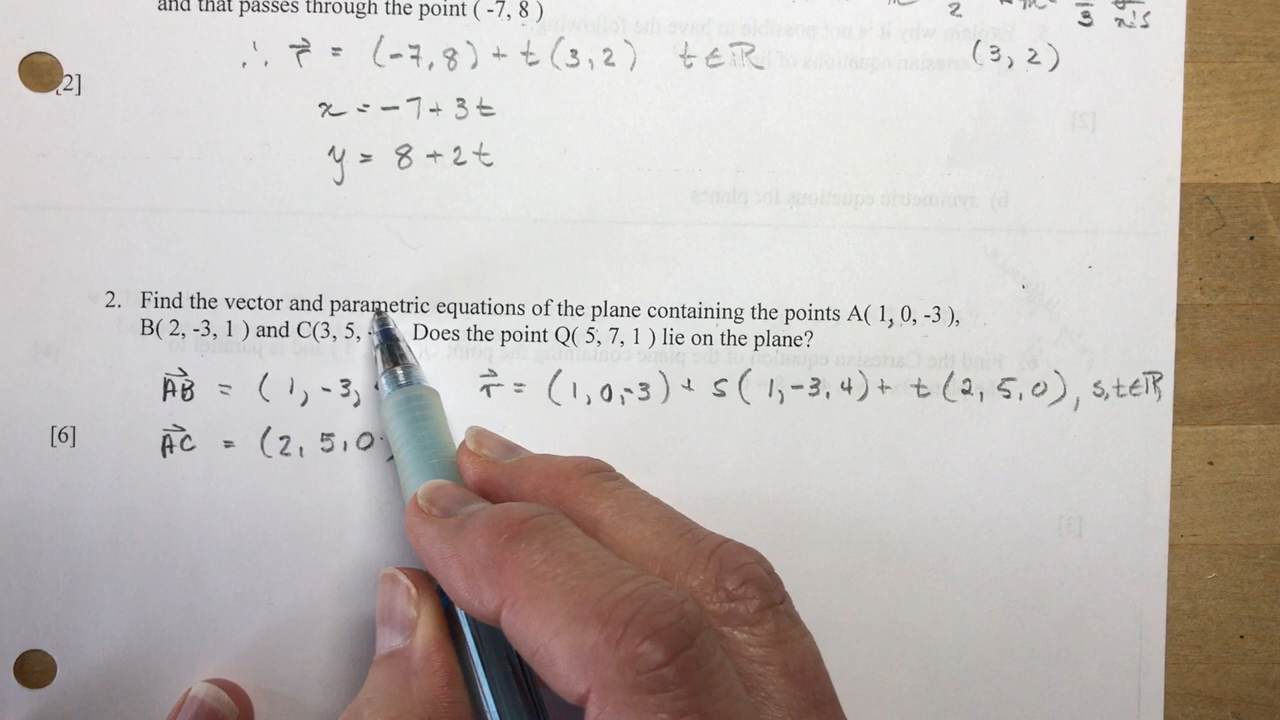 and that passes through the point ( -7, 8 )
∴ r⃗ = (-7,8) + t(3,2) t∈ℝ
(3, 2)
2]
x = -7+3t
y = 8+2t
2. Find the vector and parametric equations of the plane containing the points A( 1, 0, -3 ),
B( 2, -3, 1 ) and C(3, 5, Does the point Q( 5, 7, 1 ) lie on the plane?
AB⃗ = (1,-3,
r⃗ = (1,0,-3) + s(1,-3,4) + t(2,5,0), s,t∈ℝ
[6]
AC⃗ = (2,5,0